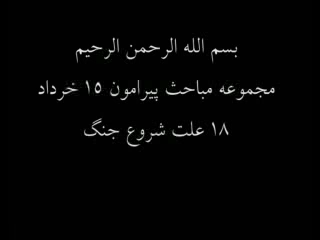 بسم الله الرحمن الرحیم
مجموعه مباحث پیرامون ۱۵ خرداد
۱۸ علت شروع جنگ